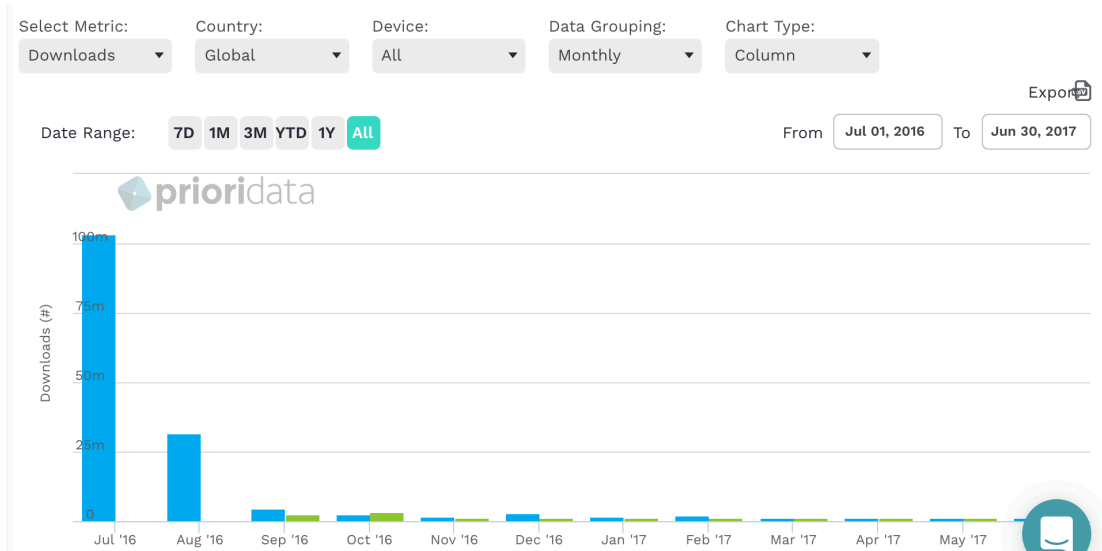 Select Metric: Country: Device: Data Grouping: Chart Type:
Downloads Global All Monthly Column
Export
CSV
Date Range: 7D 1M 3M YTD 1Y All From Jul 01, 2016 To Jun 30, 2017
prioridata
100m
75m
50m
25m
0
Downloads (#)
Jul '16 Aug '16 Sep '16 Oct '16 Nov '16 Dec '16 Jan '17 Feb '17 Mar '17 Apr '17 May '17